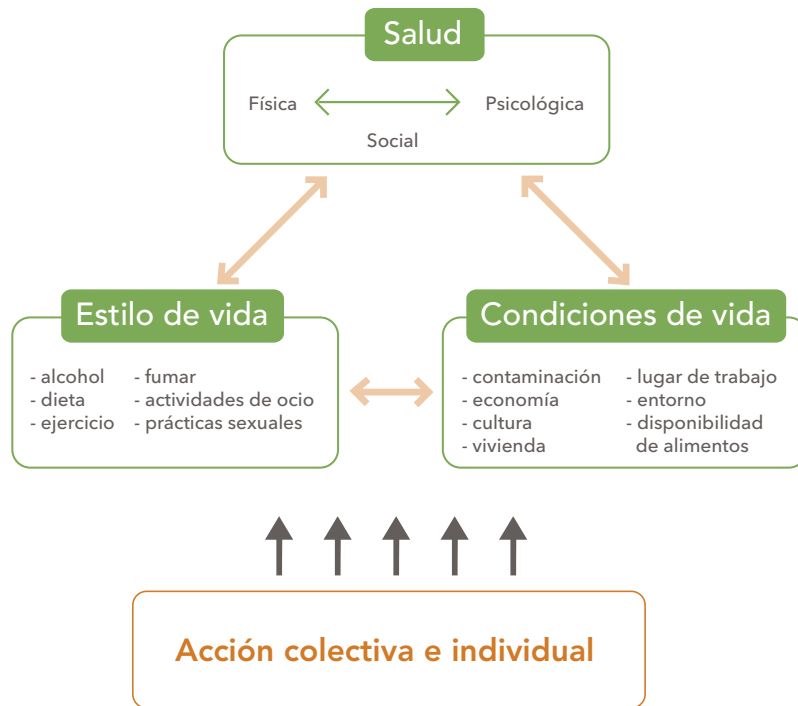 Salud
Física
Psicológica
Social
Estilo de vida
- alcohol
- dieta
- ejercicio
- fumar
- actividades de ocio
- prácticas sexuales
Condiciones de vida
- contaminación
- economía
- cultura
- vivienda
- lugar de trabajo
- entorno
- disponibilidad
de alimentos
Acción colectiva e individual